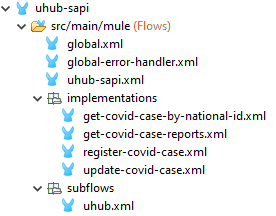 uhub-sapi
src/main/mule (Flows)
global.xml
global-error-handler.xml
uhub-sapi.xml
implementations
get-covid-case-by-national-id.xml
get-covid-case-reports.xml
register-covid-case.xml
update-covid-case.xml
subflows
uhub.xml